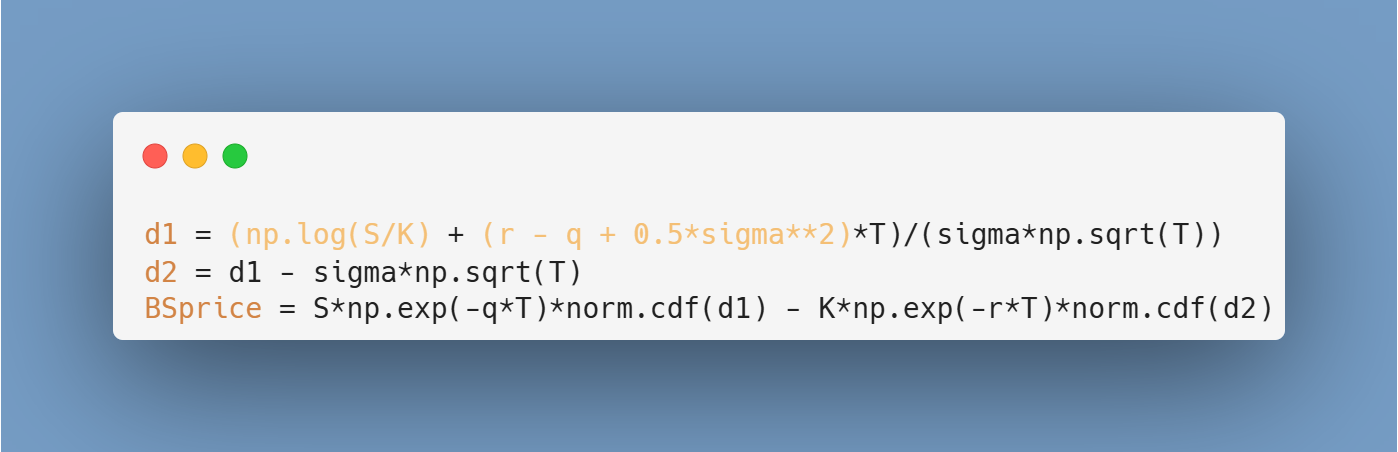 d1 = (np.log(S/K) + (r - q + 0.5*sigma**2)*T)/(sigma*np.sqrt(T))
d2 = d1 - sigma*np.sqrt(T)
BSprice = S*np.exp(-q*T)*norm.cdf(d1) - K*np.exp(-r*T)*norm.cdf(d2)